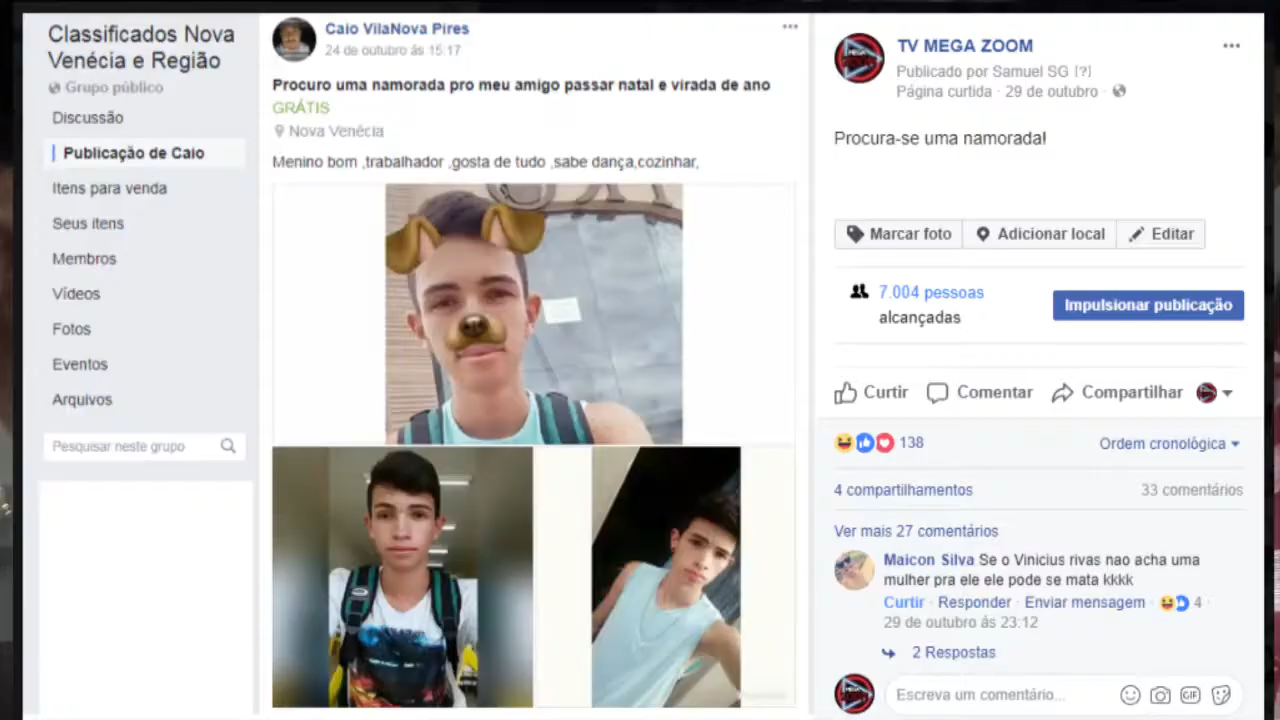 Classificados Nova
Venécia e Região
Grupo público
Discussão
Publicação de Caio
Itens para venda
Seus itens
Membros
Vídeos
Fotos
Eventos
Arquivos
Pesquisar neste grupo
Caio VilaNova Pires
24 de outubro ás 15:17
Procuro uma namorada pro meu amigo passar natal e virada de ano
GRÁTIS
Nova Venécia
Menino bom ,trabalhador ,gosta de tudo ,sabe dança,cozinhar,
TV MEGA ZOOM
Publicado por Samuel SG [?]
Página curtida · 29 de outubro ·
Procura-se uma namorada!
Marcar foto
Adicionar local
Editar
7.004 pessoas
alcançadas
Impulsionar publicação
Curtir
Comentar
Compartilhar
138
Ordem cronológica
4 compartilhamentos
33 comentários
Ver mais 27 comentários
Maicon Silva Se o Vinicius rivas nao acha uma
mulher pra ele ele pode se mata kkkk
Curtir · Responder · Enviar mensagem · 4 ·
29 de outubro ás 23:12
2 Respostas
Escreva um comentário...
GIF